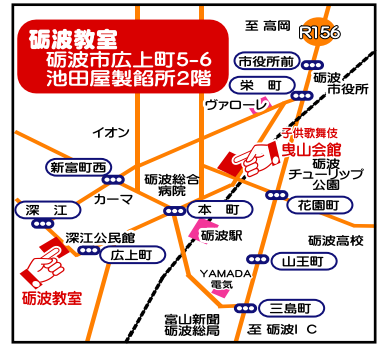 砺波教室
砺波市広上町5-6
池田屋製餡所2階
至 高岡
R156
市役所前
砺波
市役所
栄 町
ヴァローレ
イオン
子供歌舞伎
曳山会館
新富町西
砺波総合
病院
砺波
チューリップ
公園
カーマ
深 江
本 町
花園町
深江公民館
砺波駅
砺波高校
広上町
山王町
砺波教室
YAMADA
電気
三島町
富山新聞
砺波総局
至 砺波IC